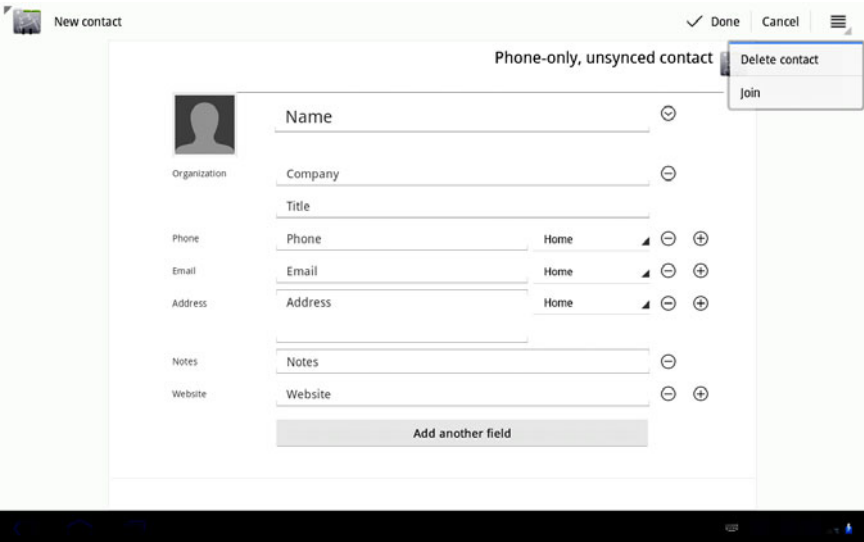 New contact
Done
Cancel
Phone-only, unsynced contact
Delete contact
Join
Name
Organization
Company
Title
Phone
Phone
Home
Email
Email
Home
Address
Address
Home
Notes
Notes
Website
Website
Add another field